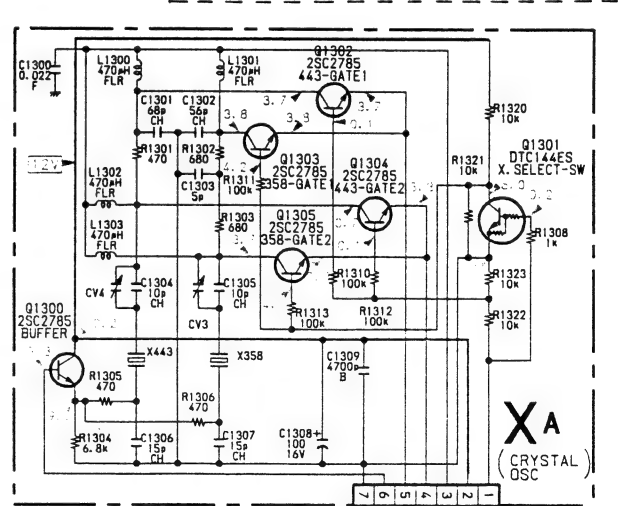 Q1302
2SC2785
443-GATE1
L1300
470μH
FLR
L1301
470μH
FLR
C1300
0.022
F
C1301
68p
CH
C1302
56p
CH
3.7
3.7
R1320
10k
3.8
3.8
R1301
470
R1302
680
Q1301
DTC144ES
X.SELECT-SW
R1321
10k
12V
4.2
Q1303
2SC2785
358-GATE1
Q1304
2SC2785
443-GATE2
L1302
470μH
FLR
C1303
5p
R1311
100k
R1308
1k
L1303
470μH
FLR
R1303
680
Q1305
2SC2785
358-GATE2
CV4
C1304
10p
CH
CV3
C1305
10p
CH
R1310
100k
R1312
100k
R1313
100k
R1323
10k
R1322
10k
Q1300
2SC2785
BUFFER
X443
X358
C1309
4700p
B
R1305
470
R1306
470
R1304
6.8k
C1306
15p
CH
C1307
15p
CH
C1308+
100
16V
XA
(CRYSTAL
OSC)
7 6 5 4 3 2 1